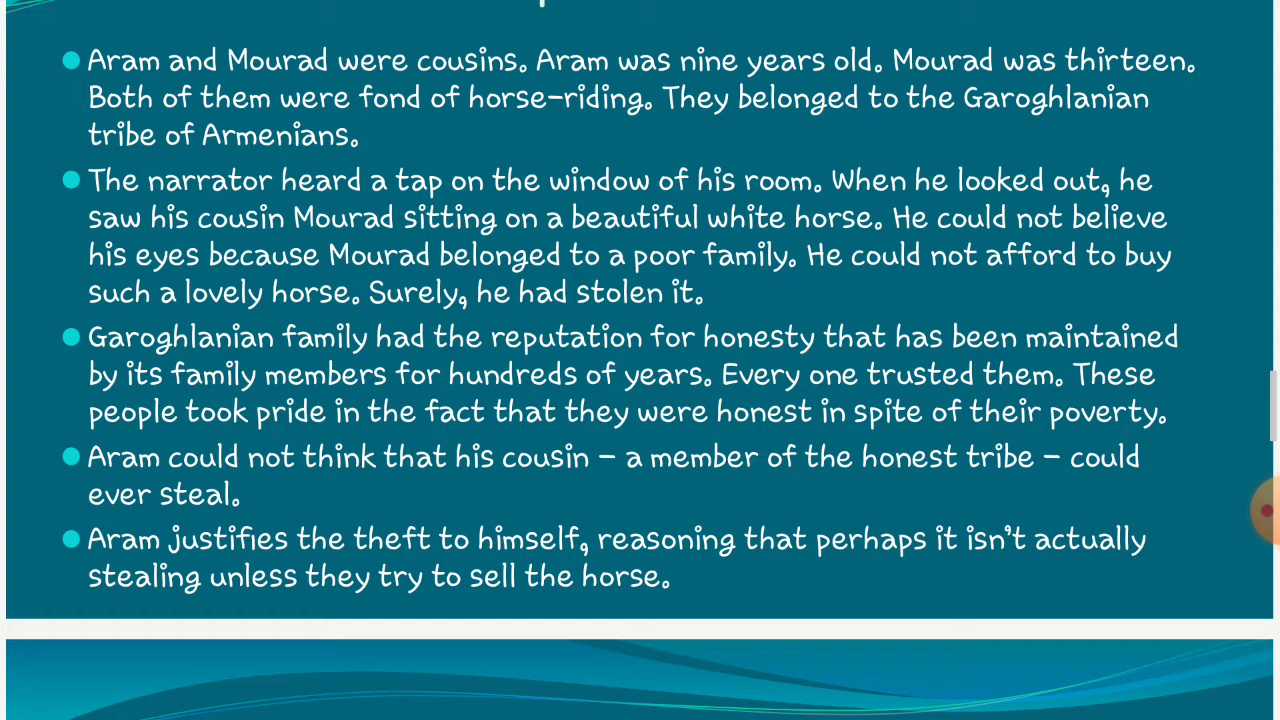 Aram and Mourad were cousins. Aram was nine years old. Mourad was thirteen.
Both of them were fond of horse-riding. They belonged to the Garoghlanian
tribe of Armenians.
The narrator heard a tap on the window of his room. When he looked out, he
saw his cousin Mourad sitting on a beautiful white horse. He could not believe
his eyes because Mourad belonged to a poor family. He could not afford to buy
such a lovely horse. Surely, he had stolen it.
Garoghlanian family had the reputation for honesty that has been maintained
by its family members for hundreds of years. Every one trusted them. These
people took pride in the fact that they were honest in spite of their poverty.
Aram could not think that his cousin – a member of the honest tribe – could
ever steal.
Aram justifies the theft to himself, reasoning that perhaps it isn't actually
stealing unless they try to sell the horse.